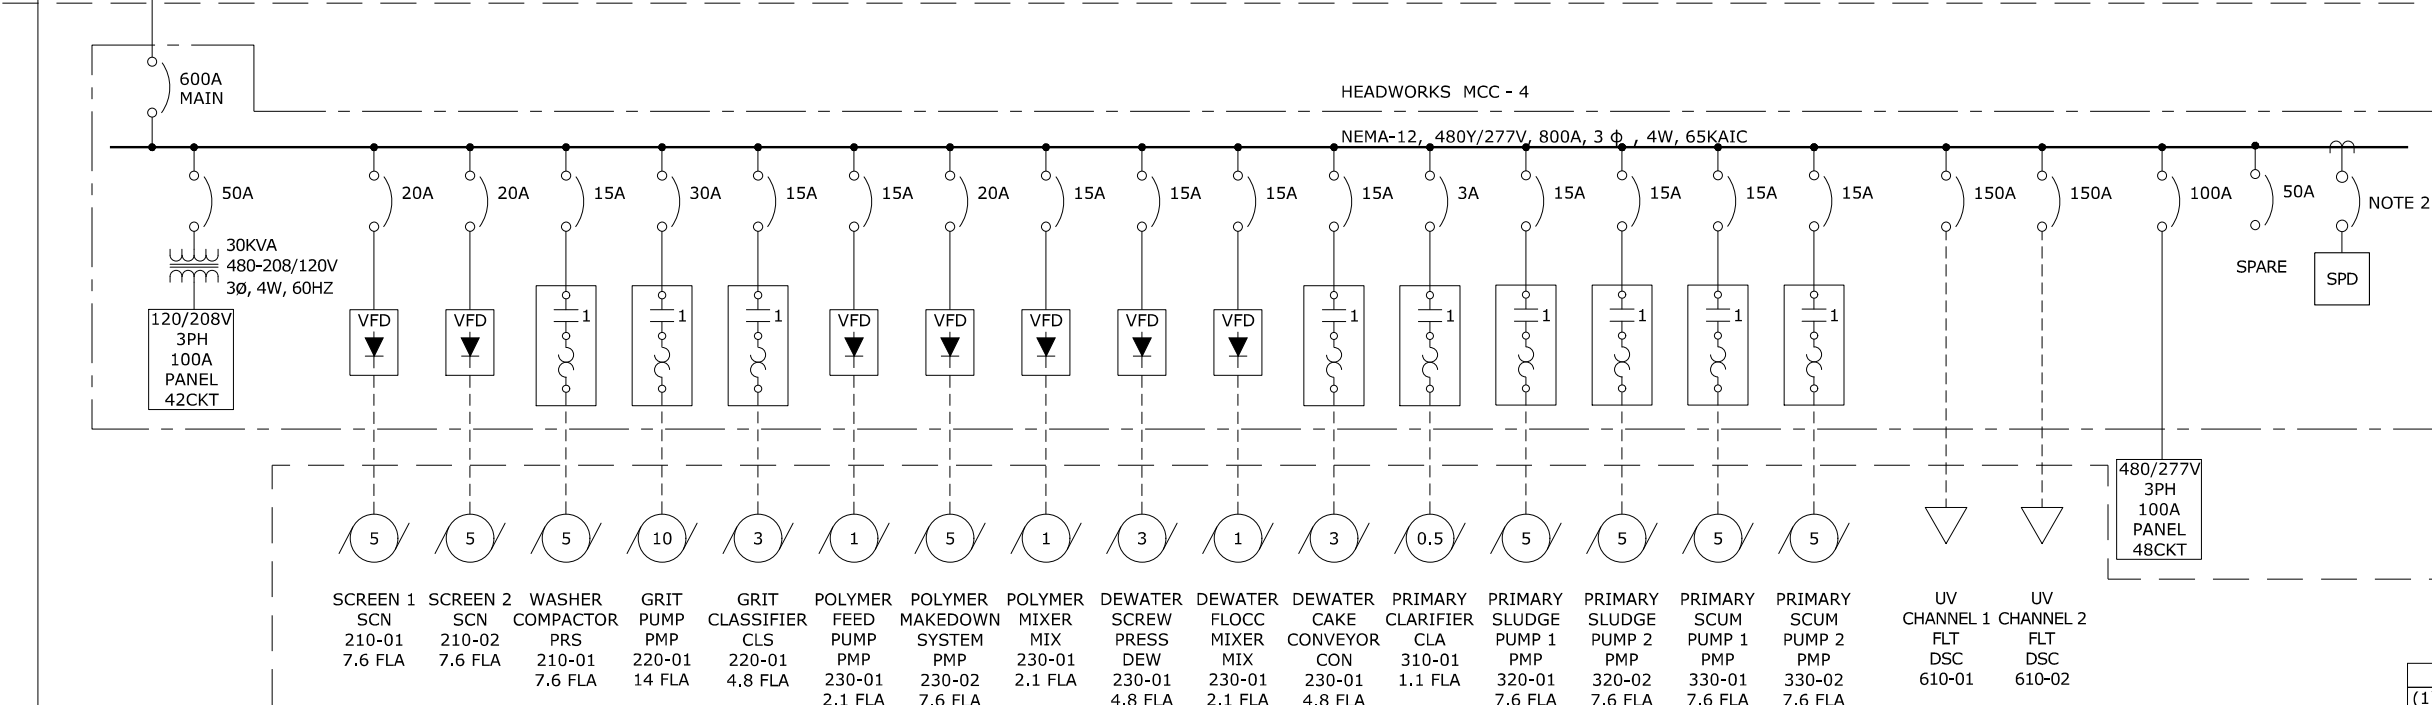 600A
MAIN
HEADWORKS MCC - 4
NEMA-12, 480Y/277V, 800A, 3 ϕ , 4W, 65KAIC
50A
20A
20A
15A
30A
15A
15A
20A
15A
15A
15A
15A
3A
15A
15A
15A
15A
150A
150A
100A
50A
NOTE 2
30KVA
480-208/120V
3Ø, 4W, 60HZ
SPARE
SPD
120/208V
3PH
100A
PANEL
42CKT
VFD
VFD
1
1
1
VFD
VFD
VFD
VFD
VFD
1
1
1
1
1
1
480/277V
3PH
100A
PANEL
48CKT
5
5
5
10
3
1
5
1
3
1
3
0.5
5
5
5
5
SCREEN 1
SCN
210-01
7.6 FLA
SCREEN 2
SCN
210-02
7.6 FLA
WASHER
COMPACTOR
PRS
210-01
7.6 FLA
GRIT
PUMP
PMP
220-01
14 FLA
GRIT
CLASSIFIER
CLS
220-01
4.8 FLA
POLYMER
FEED
PUMP
PMP
230-01
2.1 FLA
POLYMER
MAKEDOWN
SYSTEM
PMP
230-02
7.6 FLA
POLYMER
MIXER
MIX
230-01
2.1 FLA
DEWATER
SCREW
PRESS
DEW
230-01
4.8 FLA
DEWATER
FLOCC
MIXER
MIX
230-01
2.1 FLA
DEWATER
CAKE
CONVEYOR
CON
230-01
4.8 FLA
PRIMARY
CLARIFIER
CLA
310-01
1.1 FLA
PRIMARY
SLUDGE
PUMP 1
PMP
320-01
7.6 FLA
PRIMARY
SLUDGE
PUMP 2
PMP
320-02
7.6 FLA
PRIMARY
SCUM
PUMP 1
PMP
330-01
7.6 FLA
PRIMARY
SCUM
PUMP 2
PMP
330-02
7.6 FLA
UV
CHANNEL 1
FLT
DSC
610-01
UV
CHANNEL 2
FLT
DSC
610-02